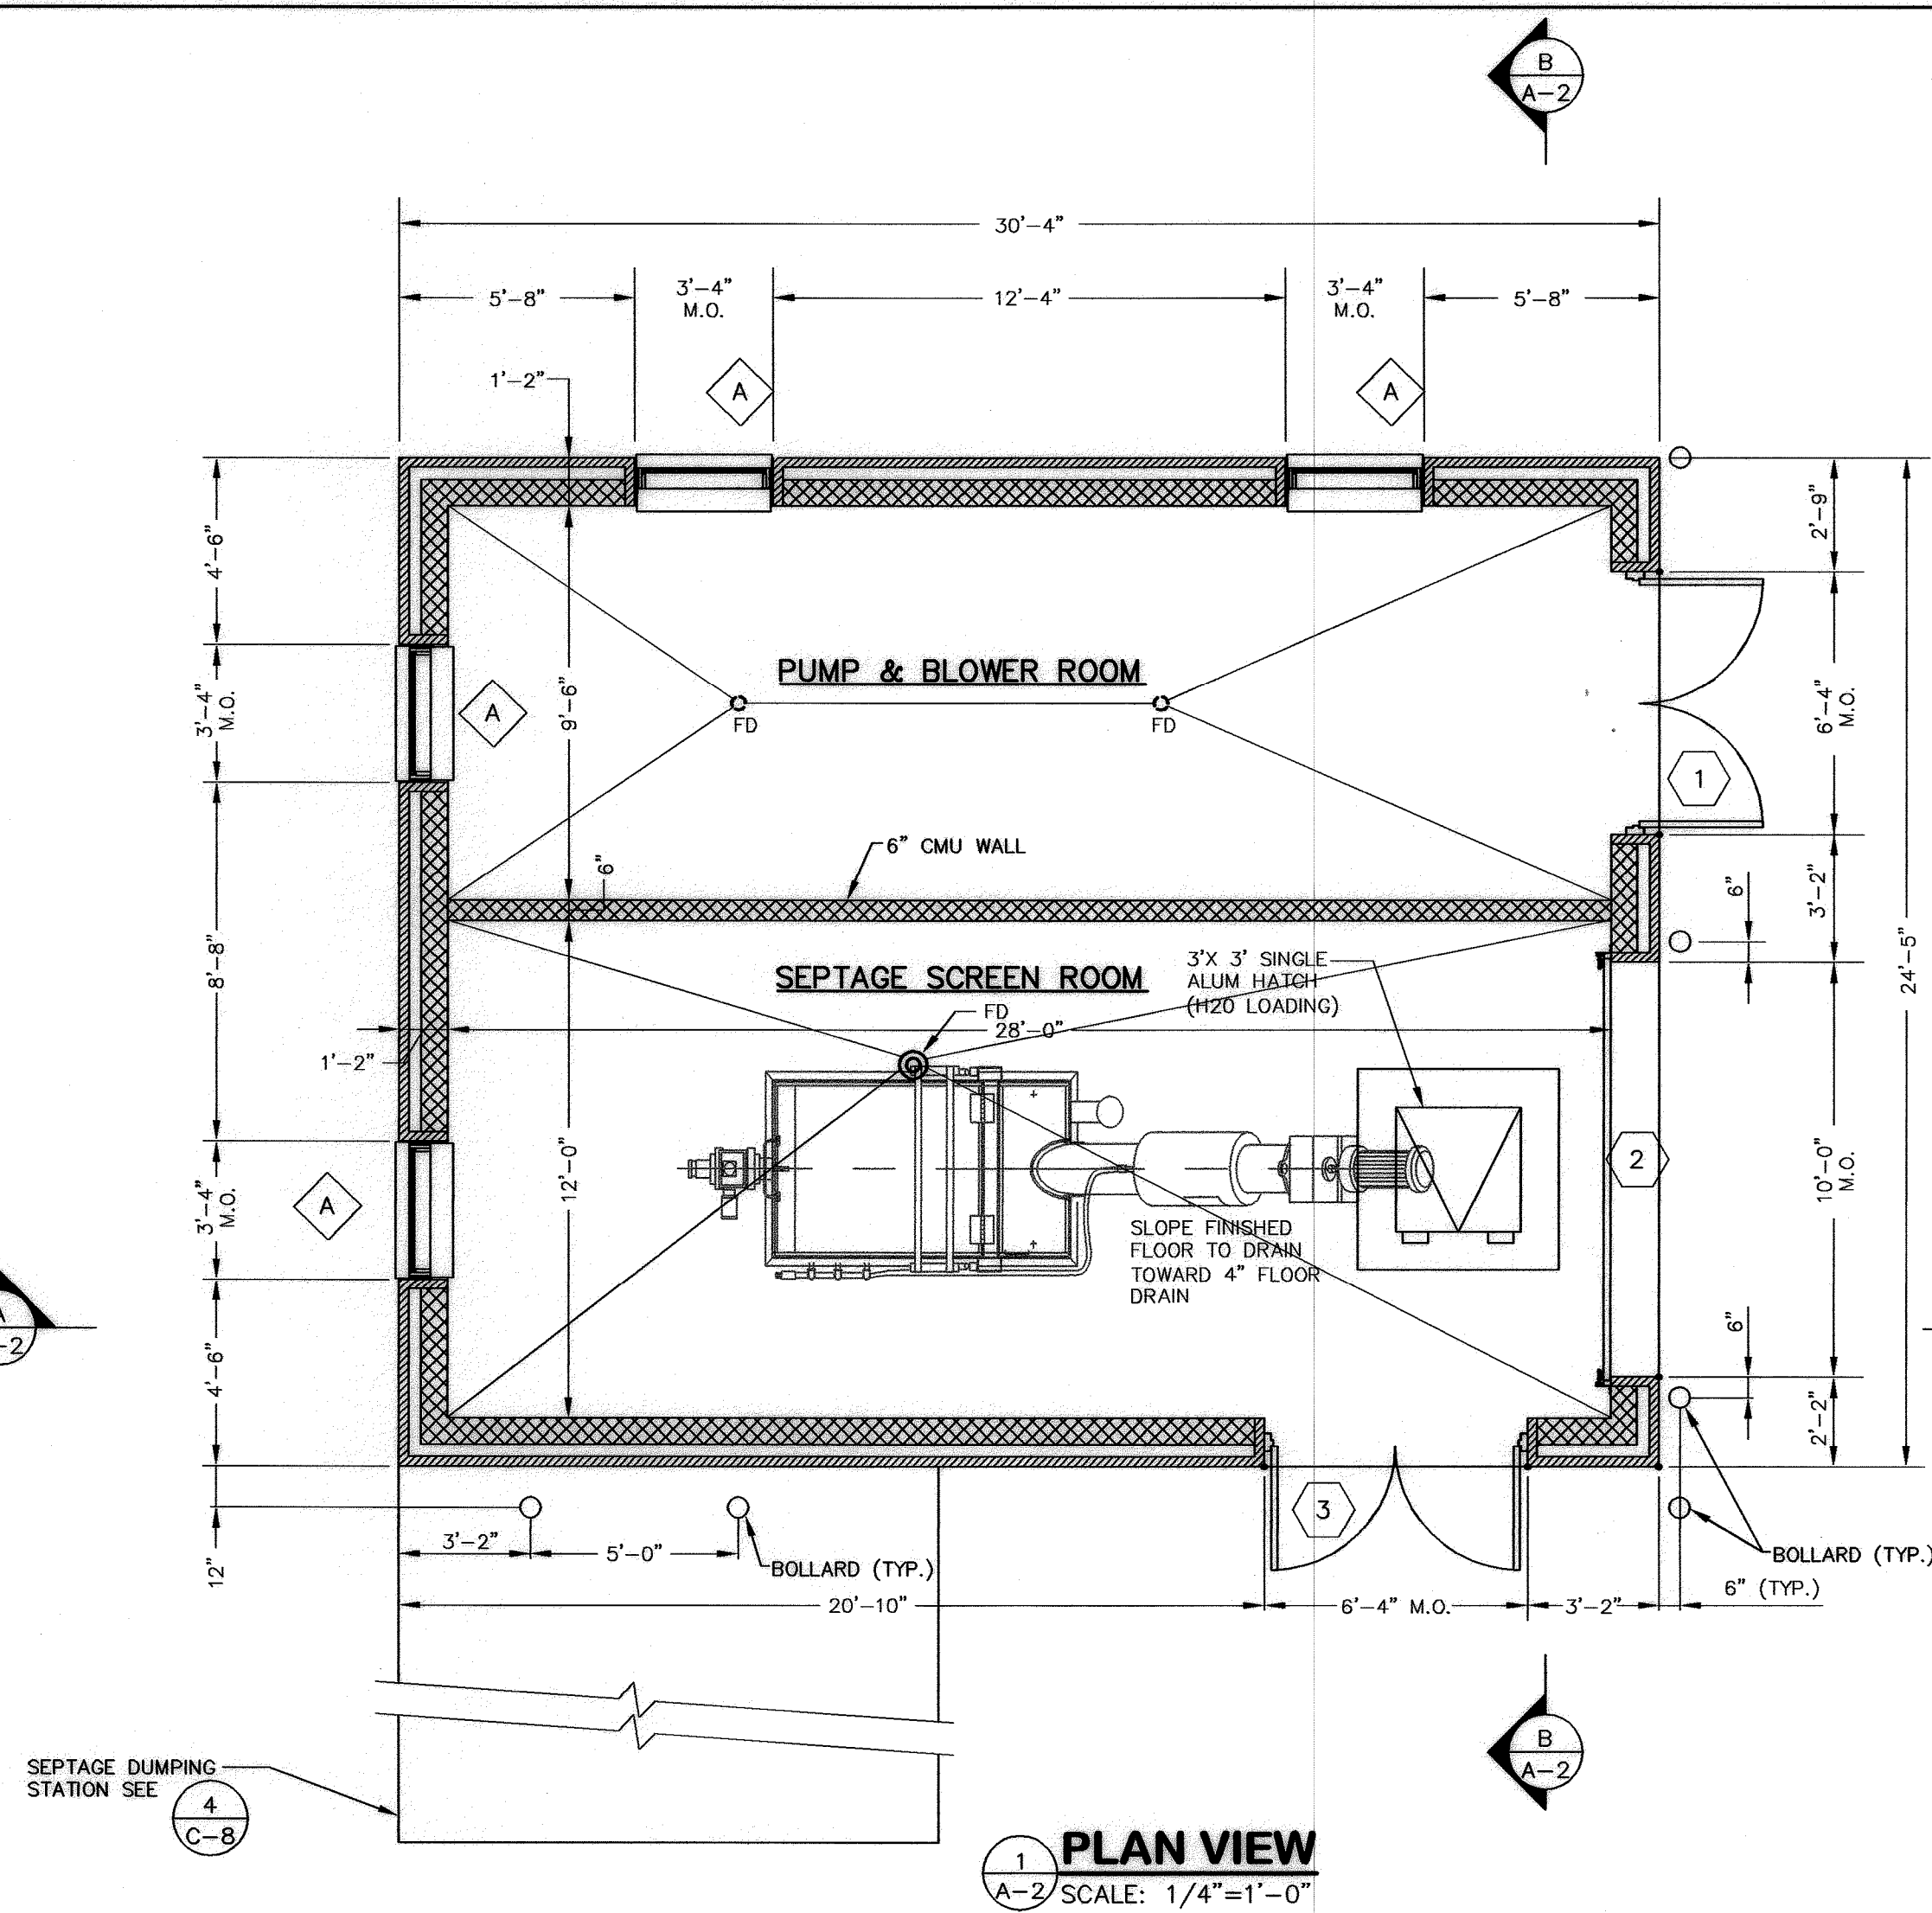 B
A-2
30'-4"
5'-8"
3'-4"
M.O.
12'-4"
3'-4"
M.O.
5'-8"
1'-2"
A
A
4'-6"
2'-9"
3'-4"
M.O.
A
9'-6"
PUMP & BLOWER ROOM
FD
FD
6'-4"
M.O.
1
6" CMU WALL
6"
8'-8"
3'-2"
6"
24'-5"
SEPTAGE SCREEN ROOM
3'X 3' SINGLE
ALUM HATCH
(H20 LOADING)
FD
28'-0"
1'-2"
12'-0"
2
10'-0"
M.O.
3'-4"
M.O.
A
SLOPE FINISHED
FLOOR TO DRAIN
TOWARD 4" FLOOR
DRAIN
-2
4'-6"
6"
2'-2"
12"
3'-2"
5'-0"
BOLLARD (TYP.)
3
BOLLARD (TYP.)
6" (TYP.)
20'-10"
6'-4" M.O.
3'-2"
SEPTAGE DUMPING
STATION SEE
4
C-8
B
A-2
1
A-2
PLAN VIEW
SCALE: 1/4"=1'-0"